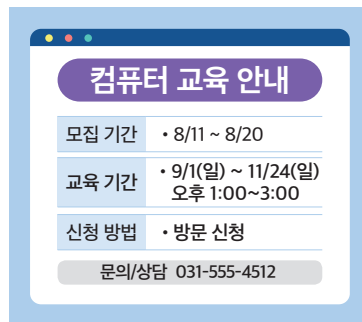 컴퓨터 교육 안내
모집 기간 • 8/11 ~ 8/20
교육 기간 • 9/1(일) ~ 11/24(일)
오후 1:00~3:00
신청 방법 • 방문 신청
문의/상담 031-555-4512